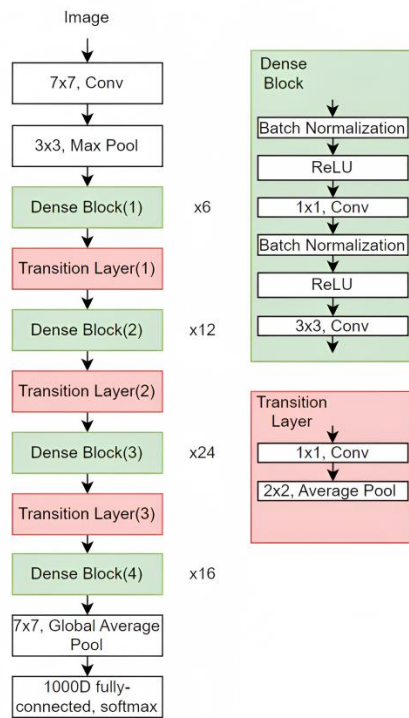 Image
7x7, Conv
3x3, Max Pool
Dense Block(1)
x6
Transition Layer(1)
Dense Block(2)
x12
Transition Layer(2)
Dense Block(3)
x24
Transition Layer(3)
Dense Block(4)
x16
7x7, Global Average
Pool
1000D fully-
connected, softmax
Dense
Block
Batch Normalization
ReLU
1x1, Conv
Batch Normalization
ReLU
3x3, Conv
Transition
Layer
1x1, Conv
2x2, Average Pool